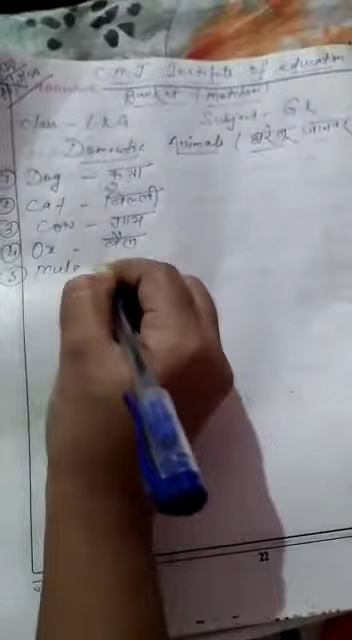 C.M.J Institute of education
Class - L.K.G Subject - G.K
Domestic Animals ( घरेलू जानवर
① Dog - कुत्ता
② Cat - बिल्ली
③ Cow - गाय
④ Ox - बैल
⑤ Mule
22